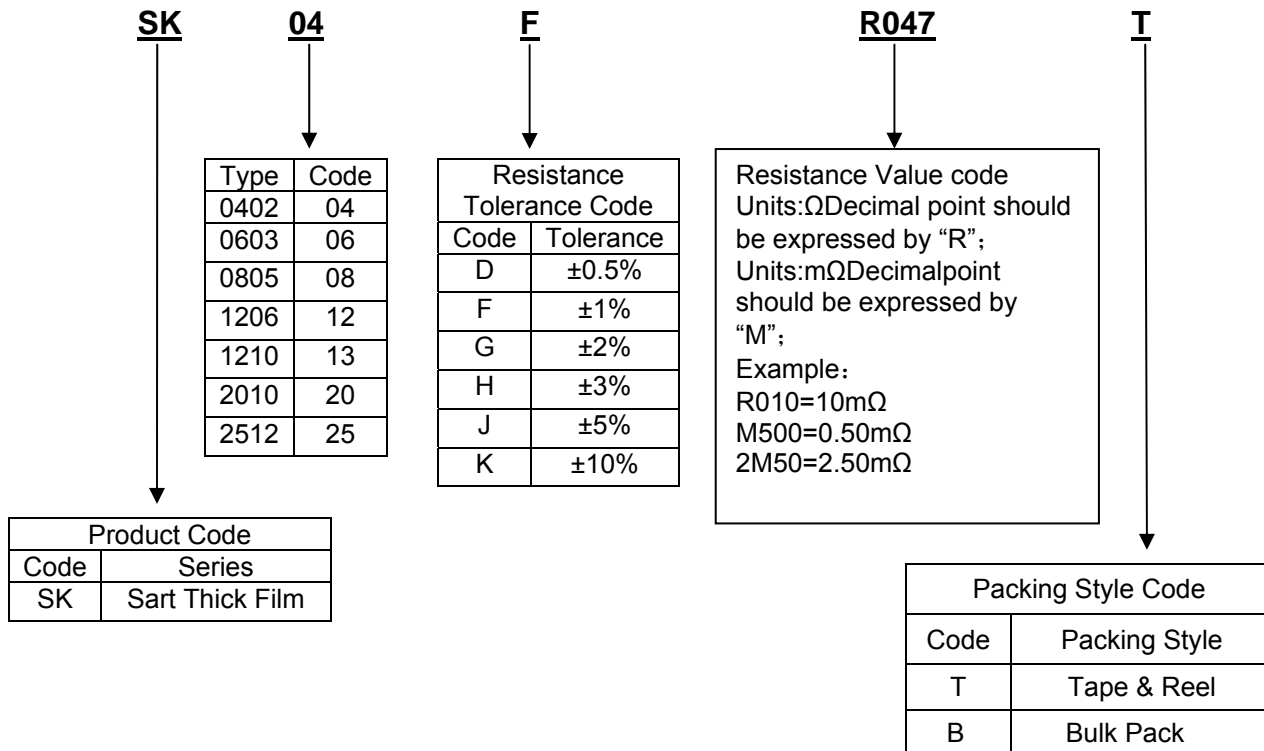 SK 04 F R047 T
Type Code
0402 04
0603 06
0805 08
1206 12
1210 13
2010 20
2512 25
Resistance
Tolerance Code
Code Tolerance
D ±0.5%
F ±1%
G ±2%
H ±3%
J ±5%
K ±10%
Resistance Value code
Units:ΩDecimal point should
be expressed by “R”；
Units:mΩDecimalpoint
should be expressed by
“M”；
Example：
R010=10mΩ
M500=0.50mΩ
2M50=2.50mΩ
Product Code
Code Series
SK Sart Thick Film
Packing Style Code
Code Packing Style
T Tape & Reel
B Bulk Pack